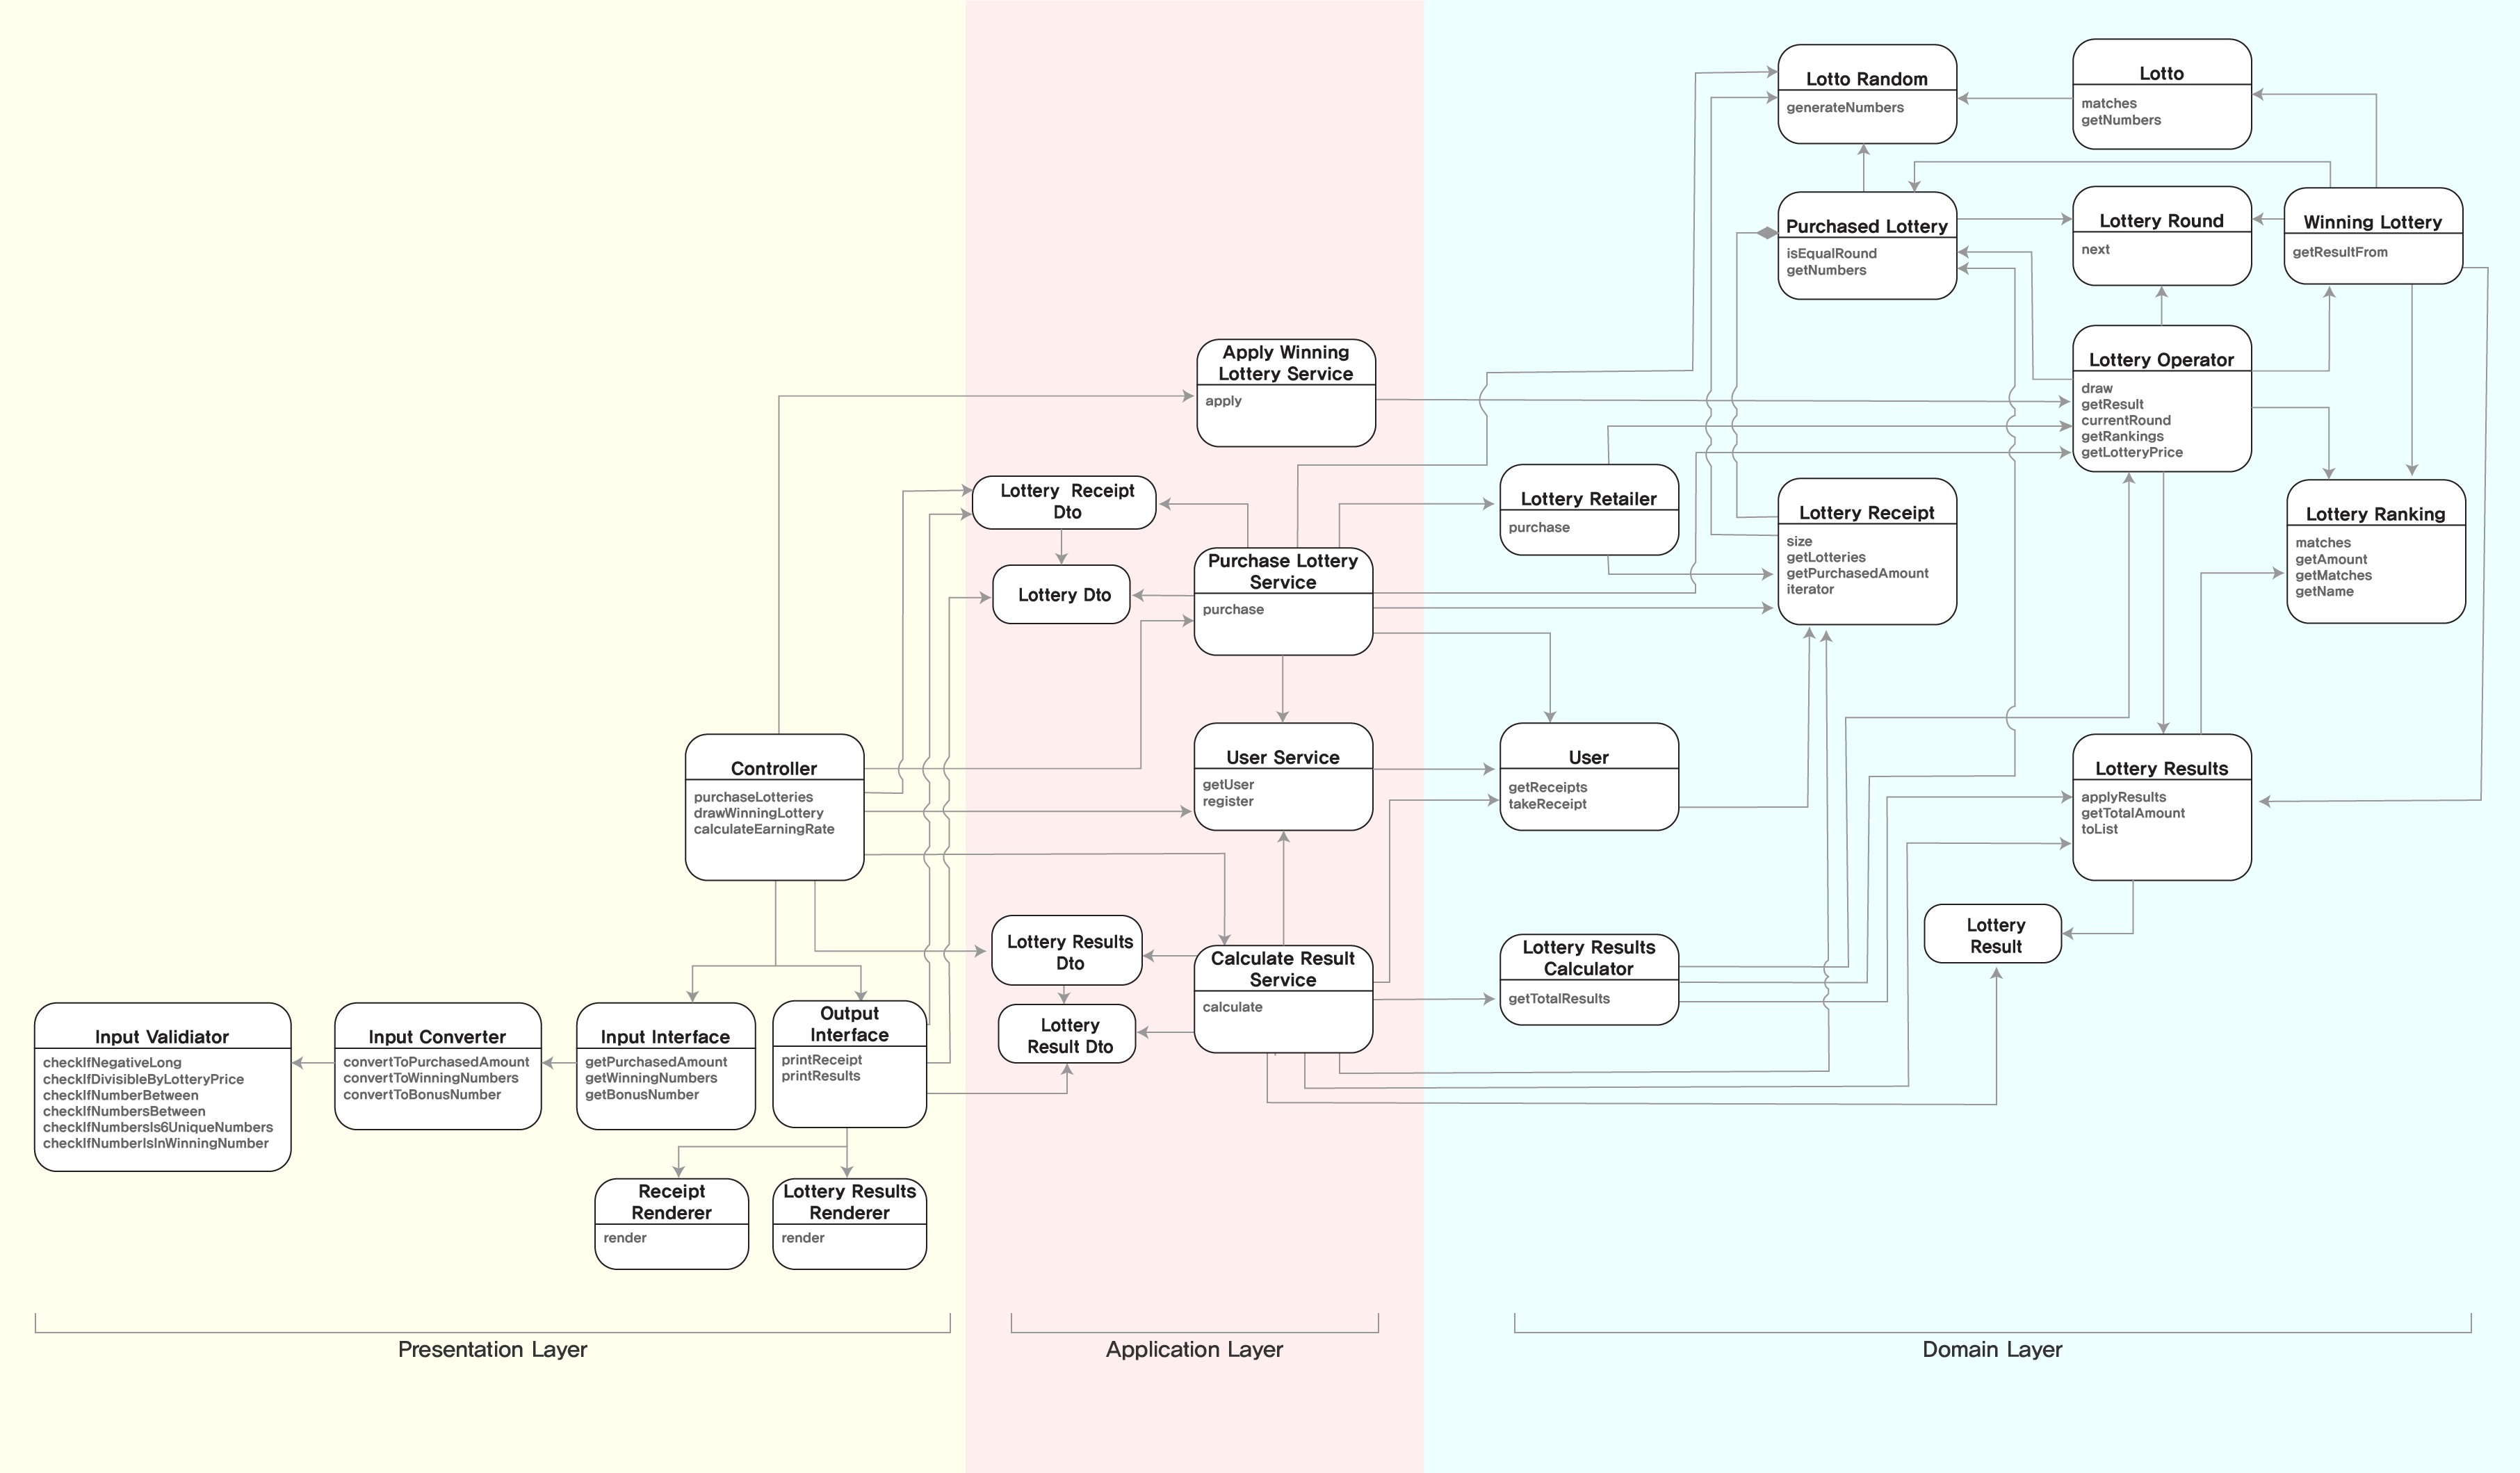 Lotto Random
generateNumbers
Lotto
matches
getNumbers
Purchased Lottery
isEqualRound
getNumbers
Lottery Round
next
Winning Lottery
getResultFrom
Apply Winning
Lottery Service
apply
Lottery Operator
draw
getResult
currentRound
getRankings
getLotteryPrice
Lottery Receipt
Dto
Lottery Dto
Purchase Lottery
Service
purchase
Lottery Retailer
purchase
Lottery Receipt
size
getLotteries
getPurchasedAmount
iterator
Lottery Ranking
matches
getAmount
getMatches
getName
Controller
purchaseLotteries
drawWinningLottery
calculateEarningRate
User Service
getUser
register
User
getReceipts
takeReceipt
Lottery Results
applyResults
getTotalAmount
toList
Lottery Results
Dto
Lottery
Result Dto
Calculate Result
Service
calculate
Lottery Results
Calculator
getTotalResults
Lottery
Result
Input Validiator
checkIfNegativeLong
checkIfDivisibleByLotteryPrice
checkIfNumberBetween
checkIfNumbersBetween
checkIfNumbersIs6UniqueNumbers
checkIfNumberIsInWinningNumber
Input Converter
convertToPurchasedAmount
convertToWinningNumbers
convertToBonusNumber
Input Interface
getPurchasedAmount
getWinningNumbers
getBonusNumber
Output
Interface
printReceipt
printResults
Receipt
Renderer
render
Lottery Results
Renderer
render
Presentation Layer
Application Layer
Domain Layer